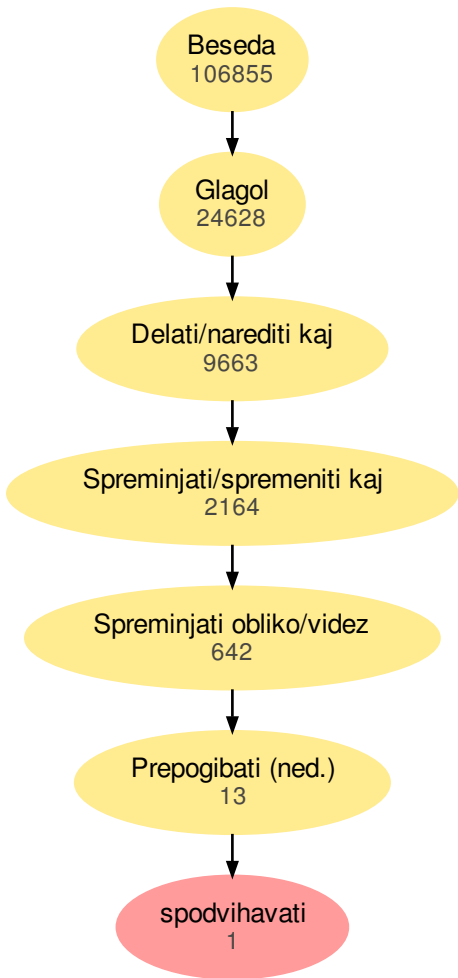 Beseda
106855
Glagol
24628
Delati/narediti kaj
9663
Spreminjati/spremeniti kaj
2164
Spreminjati obliko/videz
642
Prepogibati (ned.)
13
spodvihavati
1